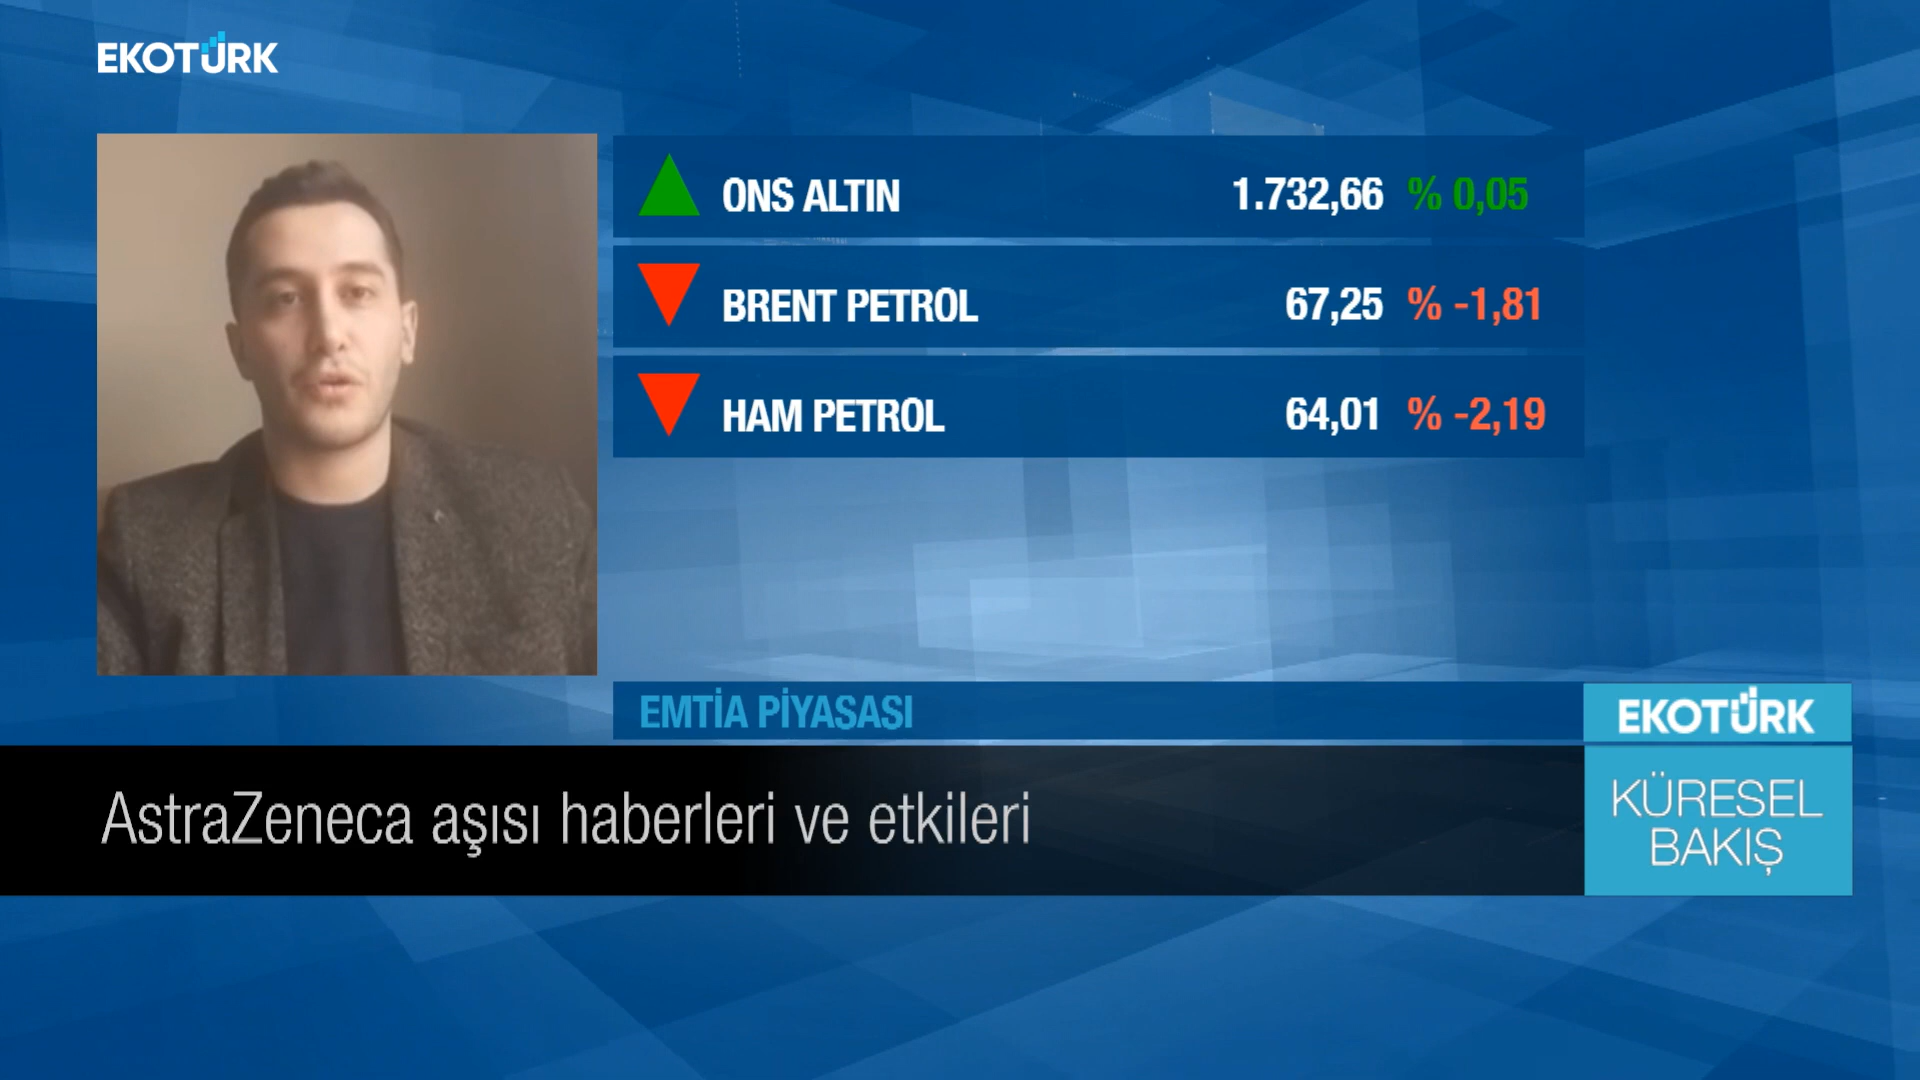 EKOTÜRK
ONS ALTIN 1.732,66 % 0,05
BRENT PETROL 67,25 % -1,81
HAM PETROL 64,01 % -2,19
EMTİA PİYASASI
EKOTÜRK
AstraZeneca aşısı haberleri ve etkileri
KÜRESEL
BAKIŞ